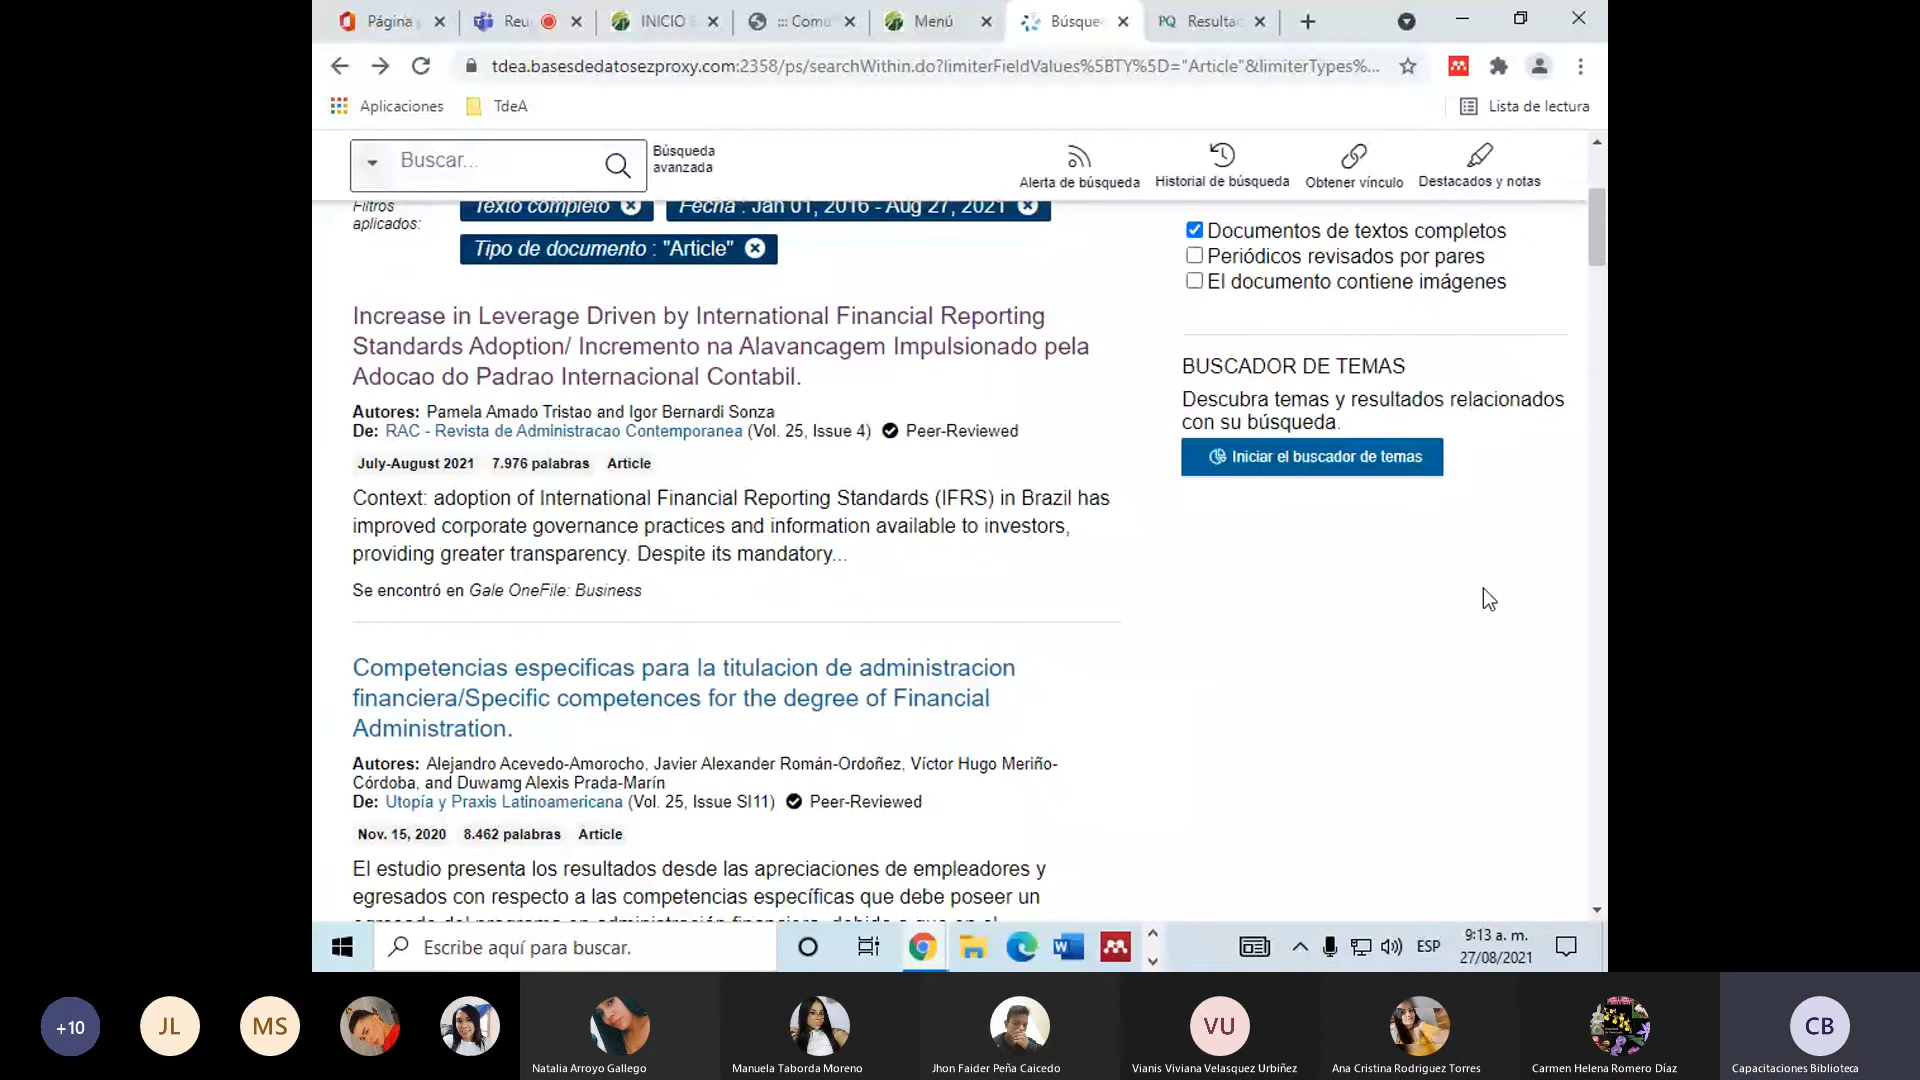 Página
Reu
INICIO
::: Com
Menú
Búsque
PQ Resulta
tdea.basesdedatosezproxy.com:2358/ps/searchWithin.do?limiterFieldValues%5BTY%5D="Article"&limiterTypes%...
Aplicaciones
TdeA
Lista de lectura
Buscar...
Búsqueda
avanzada
Alerta de búsqueda
Historial de búsqueda
Obtener vínculo
Destacados y notas
Filtros
aplicados:
Texto completo
Fecha : Jan 01, 2016 - Aug 27, 2021
Tipo de documento : "Article"
Documentos de textos completos
Periódicos revisados por pares
El documento contiene imágenes
BUSCADOR DE TEMAS
Descubra temas y resultados relacionados
con su búsqueda.
Iniciar el buscador de temas
Increase in Leverage Driven by International Financial Reporting
Standards Adoption/ Incremento na Alavancagem Impulsionado pela
Adocao do Padrao Internacional Contabil.
Autores: Pamela Amado Tristao and Igor Bernardi Sonza
De: RAC - Revista de Administracao Contemporanea (Vol. 25, Issue 4) Peer-Reviewed
July-August 2021 7.976 palabras Article
Context: adoption of International Financial Reporting Standards (IFRS) in Brazil has
improved corporate governance practices and information available to investors,
providing greater transparency. Despite its mandatory...
Se encontró en Gale OneFile: Business
Competencias especificas para la titulacion de administracion
financiera/Specific competences for the degree of Financial
Administration.
Autores: Alejandro Acevedo-Amorocho, Javier Alexander Román-Ordoñez, Víctor Hugo Meriño-
Córdoba, and Duwamg Alexis Prada-Marín
De: Utopía y Praxis Latinoamericana (Vol. 25, Issue SI11) Peer-Reviewed
Nov. 15, 2020 8.462 palabras Article
El estudio presenta los resultados desde las apreciaciones de empleadores y
egresados con respecto a las competencias específicas que debe poseer un
Escribe aquí para buscar.
ESP
9:13 a. m.
27/08/2021
+10
JL
MS
VU
CB
Natalia Arroyo Gallego
Manuela Taborda Moreno
Jhon Faider Peña Caicedo
Vianis Viviana Velasquez Urbiñez
Ana Cristina Rodriguez Torres
Carmen Helena Romero Díaz
Capacitaciones Biblioteca